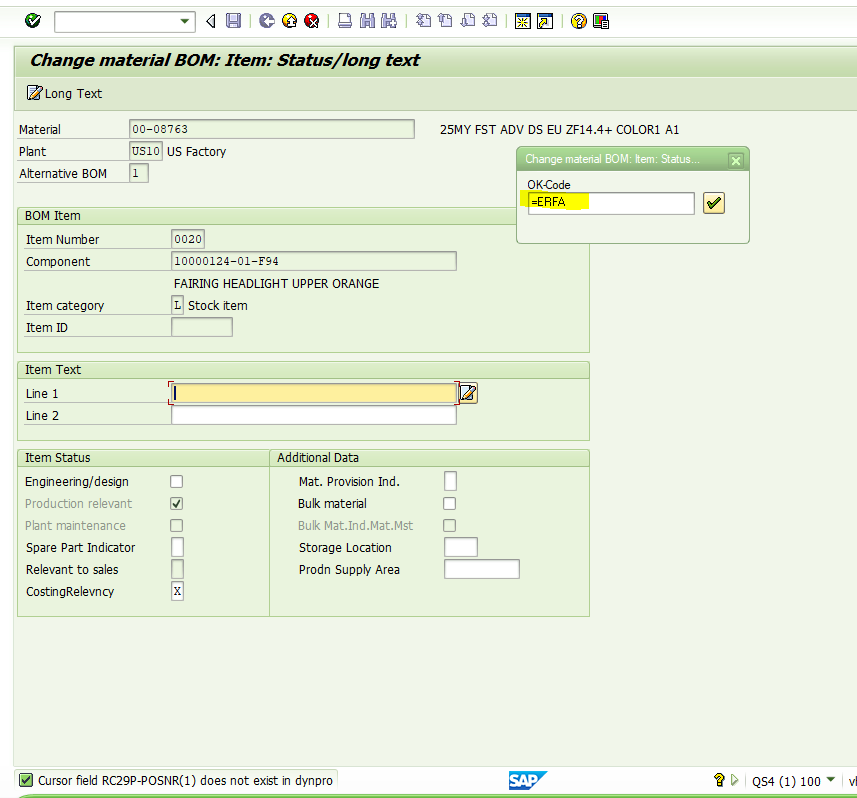 Change material BOM: Item: Status/long text
Long Text
Material 00-08763 25MY FST ADV DS EU ZF14.4+ COLOR1 A1
Plant US10 US Factory
Alternative BOM 1
Change material BOM: Item: Status...
OK-Code
=ERFA
BOM Item
Item Number 0020
Component 10000124-01-F94
FAIRING HEADLIGHT UPPER ORANGE
Item category L Stock item
Item ID
Item Text
Line 1
Line 2
Item Status Additional Data
Engineering/design Mat. Provision Ind.
Production relevant Bulk material
Plant maintenance Bulk Mat.Ind.Mat.Mst
Spare Part Indicator Storage Location
Relevant to sales Prodn Supply Area
CostingRelevncy X
Cursor field RC29P-POSNR(1) does not exist in dynpro SAP QS4 (1) 100